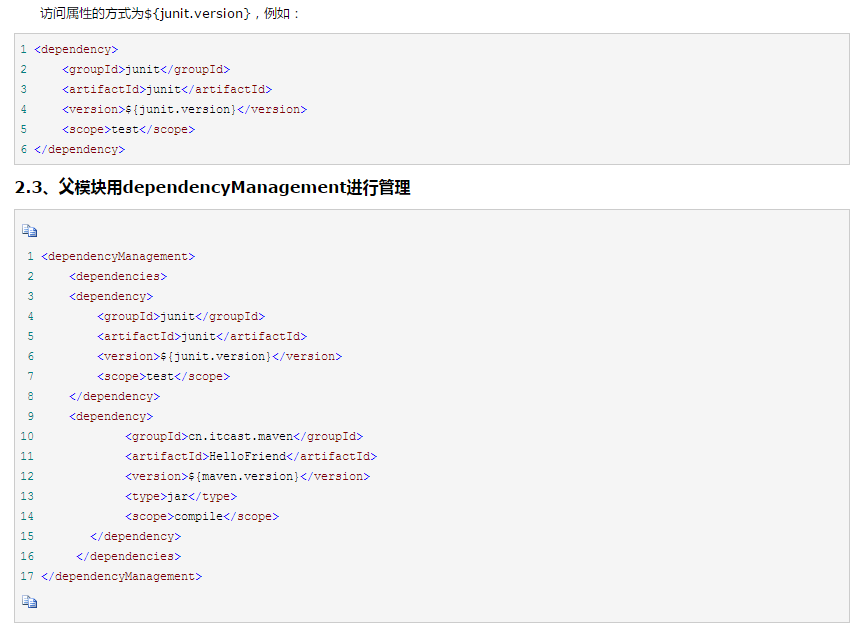 访问属性的方式为${junit.version}，例如：
1 <dependency>
2     <groupId>junit</groupId>
3     <artifactId>junit</artifactId>
4     <version>${junit.version}</version>
5     <scope>test</scope>
6 </dependency>
2.3、父模块用dependencyManagement进行管理
1 <dependencyManagement>
2     <dependencies>
3     <dependency>
4         <groupId>junit</groupId>
5         <artifactId>junit</artifactId>
6         <version>${junit.version}</version>
7         <scope>test</scope>
8     </dependency>
9     <dependency>
10             <groupId>cn.itcast.maven</groupId>
11             <artifactId>HelloFriend</artifactId>
12             <version>${maven.version}</version>
13             <type>jar</type>
14             <scope>compile</scope>
15        </dependency>
16      </dependencies>
17 </dependencyManagement>